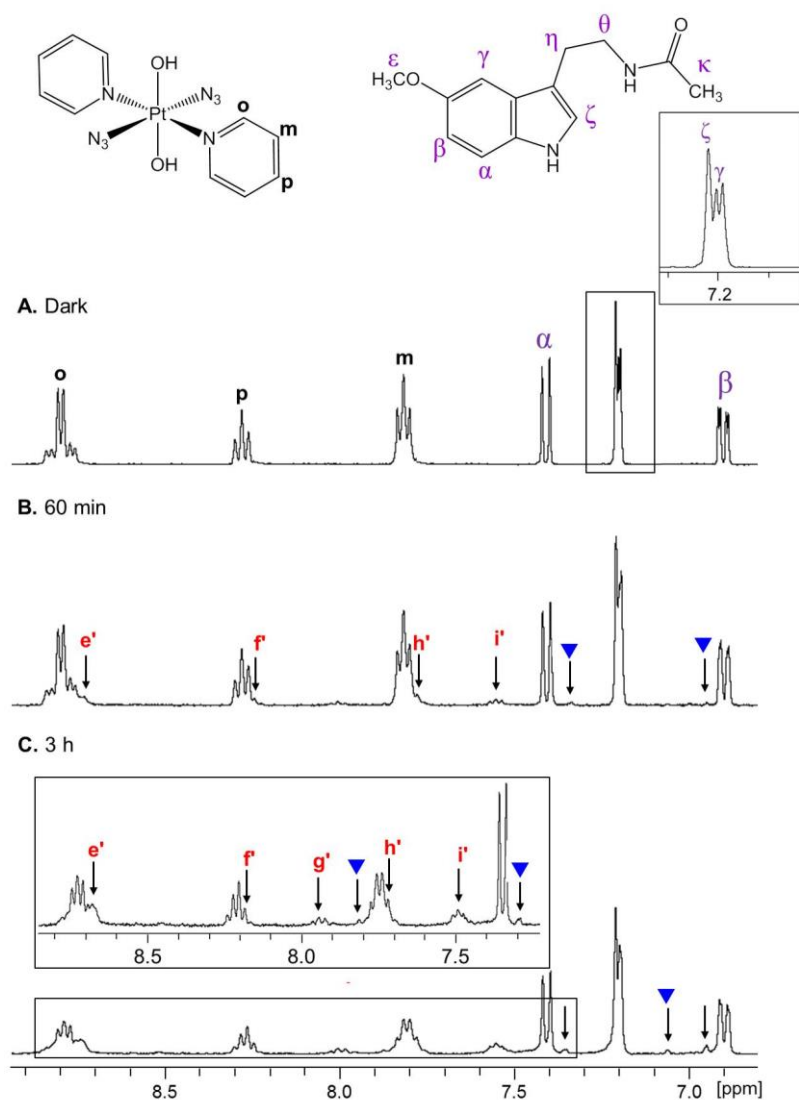 OH
N₃
Pt
N
N₃
N
OH
o
m
p
ε
H₃CO
γ
β
α
N
H
ζ
η
θ
NH
O
κ
CH₃
ζ
γ
7.2
A. Dark
o
p
m
α
β
B. 60 min
e'
f'
h'
i'
C. 3 h
e'
f'
g'
h'
i'
8.5
8.0
7.5
8.5
8.0
7.5
7.0
[ppm]